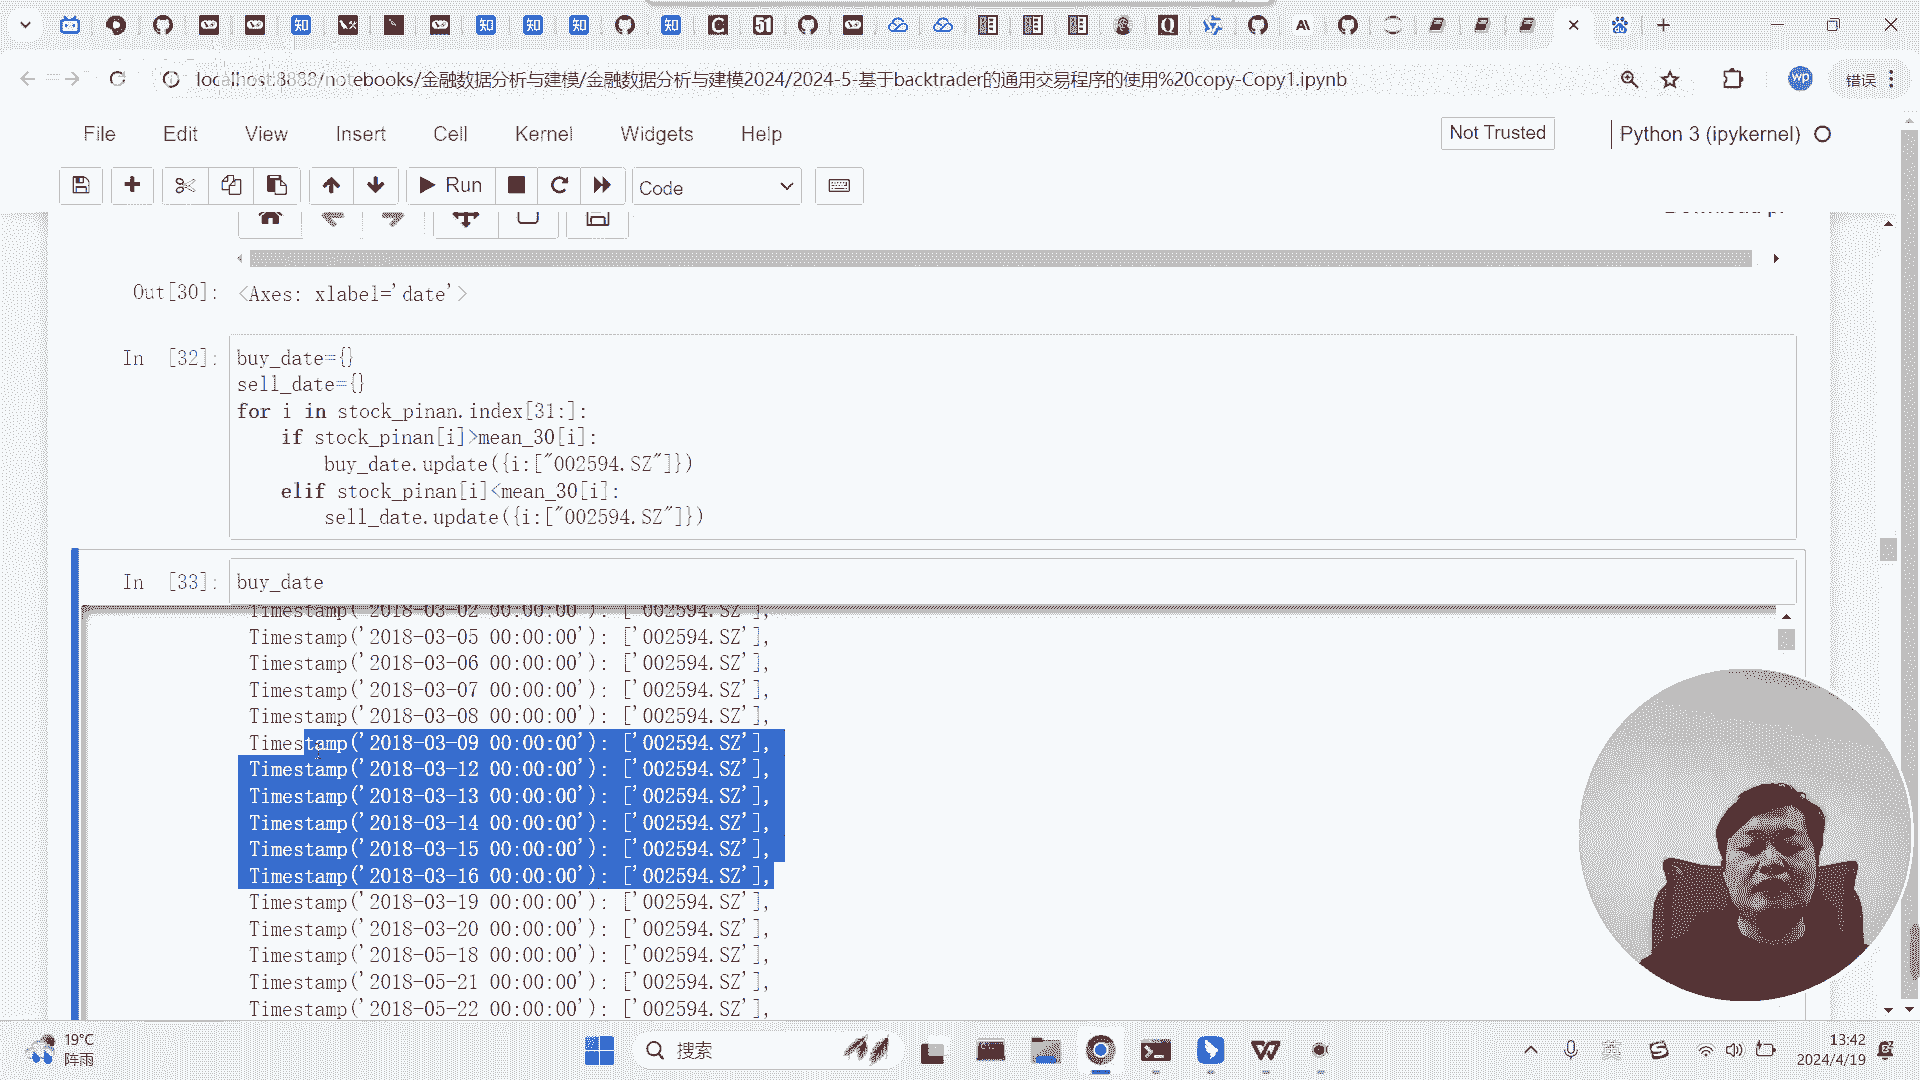 localhost:8888/notebooks/金融数据分析与建模/金融数据分析与建模2024/2024-5-基于backtrader的通用交易程序的使用%20copy-Copy1.ipynb
错误
File Edit View Insert Cell Kernel Widgets Help
Not Trusted
Python 3 (ipykernel)
Run
Code
Out[30]: <Axes: xlabel='date'>
In [32]: buy_date={}
sell_date={}
for i in stock_pinan.index[31:]:
    if stock_pinan[i]>mean_30[i]:
        buy_date.update({i:["002594.SZ"]})
    elif stock_pinan[i]<mean_30[i]:
        sell_date.update({i:["002594.SZ"]})
In [33]: buy_date
Timestamp('2018-03-02 00:00:00'): ['002594.SZ'],
Timestamp('2018-03-05 00:00:00'): ['002594.SZ'],
Timestamp('2018-03-06 00:00:00'): ['002594.SZ'],
Timestamp('2018-03-07 00:00:00'): ['002594.SZ'],
Timestamp('2018-03-08 00:00:00'): ['002594.SZ'],
Timestamp('2018-03-09 00:00:00'): ['002594.SZ'],
Timestamp('2018-03-12 00:00:00'): ['002594.SZ'],
Timestamp('2018-03-13 00:00:00'): ['002594.SZ'],
Timestamp('2018-03-14 00:00:00'): ['002594.SZ'],
Timestamp('2018-03-15 00:00:00'): ['002594.SZ'],
Timestamp('2018-03-16 00:00:00'): ['002594.SZ'],
Timestamp('2018-03-19 00:00:00'): ['002594.SZ'],
Timestamp('2018-03-20 00:00:00'): ['002594.SZ'],
Timestamp('2018-05-18 00:00:00'): ['002594.SZ'],
Timestamp('2018-05-21 00:00:00'): ['002594.SZ'],
Timestamp('2018-05-22 00:00:00'): ['002594.SZ'],
19°C
阵雨
搜索
英
13:42
2024/4/19